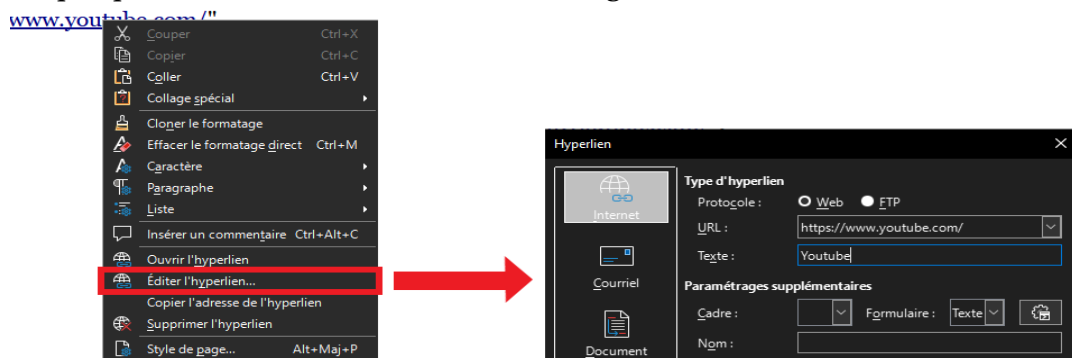 www.youtube.com/"
Couper Ctrl+X
Copier Ctrl+C
Coller Ctrl+V
Collage spécial
Cloner le formatage
Effacer le formatage direct Ctrl+M
Caractère
Paragraphe
Liste
Insérer un commentaire Ctrl+Alt+C
Ouvrir l'hyperlien
Éditer l'hyperlien...
Copier l'adresse de l'hyperlien
Supprimer l'hyperlien
Style de page... Alt+Maj+P
Hyperlien
Internet
Courriel
Document
Type d'hyperlien
Protocole : Web FTP
URL : https://www.youtube.com/
Texte : Youtube
Paramétrages supplémentaires
Cadre : Formulaire : Texte
Nom :